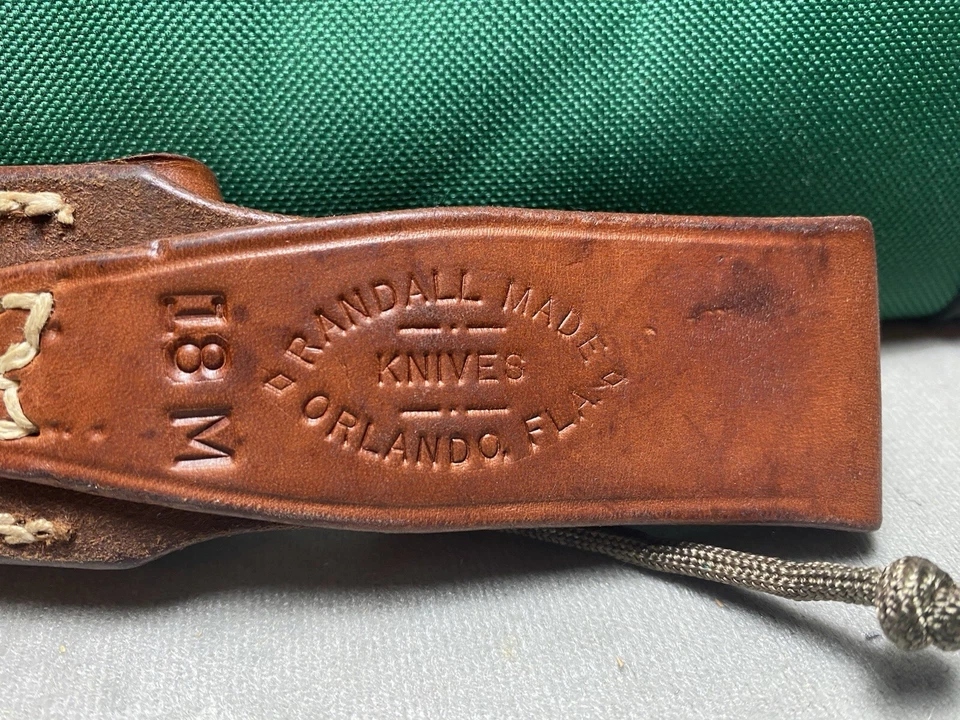 18 M
RANDALL MADE
KNIVES
ORLANDO, FLA.